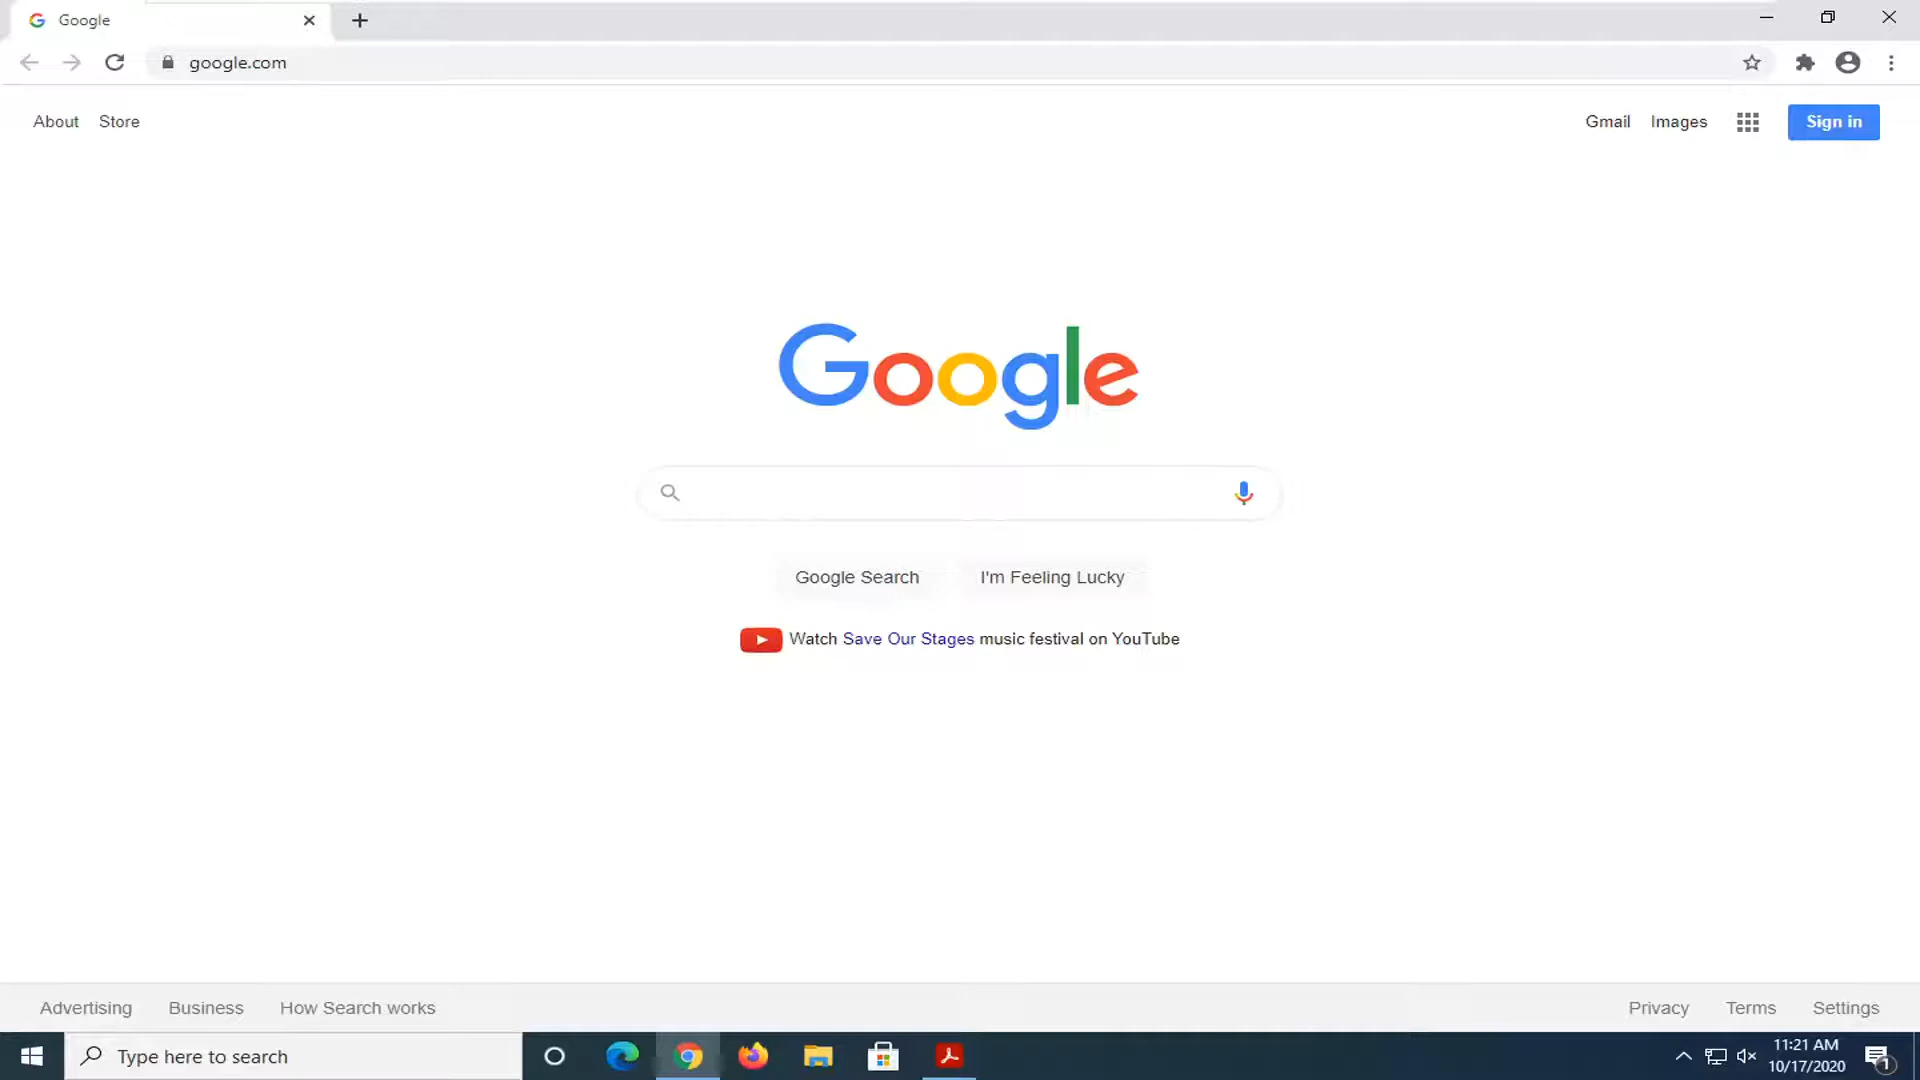 Google
google.com
About Store
Gmail Images Sign in
Google
Google Search I'm Feeling Lucky
Watch Save Our Stages music festival on YouTube
Advertising Business How Search works
Privacy Terms Settings
Type here to search
11:21 AM
10/17/2020
1